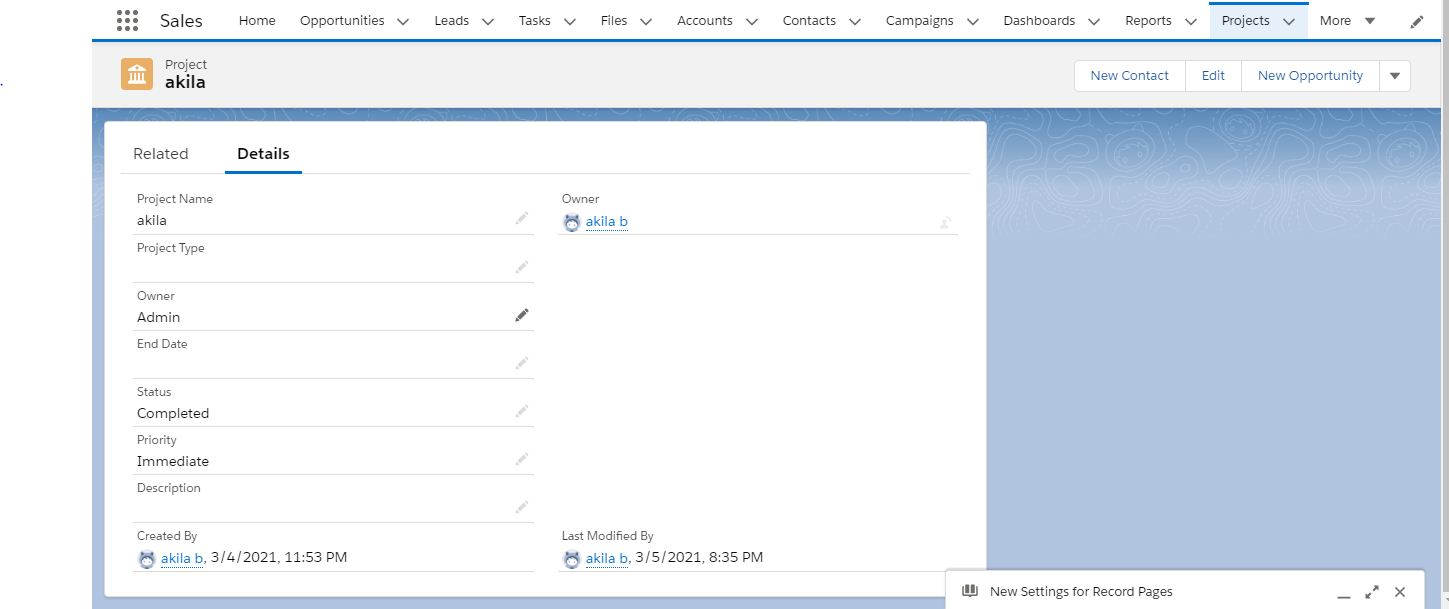 Sales Home Opportunities Leads Tasks Files Accounts Contacts Campaigns Dashboards Reports Projects More
Project
akila
New Contact Edit New Opportunity
Related Details
Project Name
akila
Owner
akila b
Project Type
Owner
Admin
End Date
Status
Completed
Priority
Immediate
Description
Created By
akila b, 3/4/2021, 11:53 PM
Last Modified By
akila b, 3/5/2021, 8:35 PM
New Settings for Record Pages